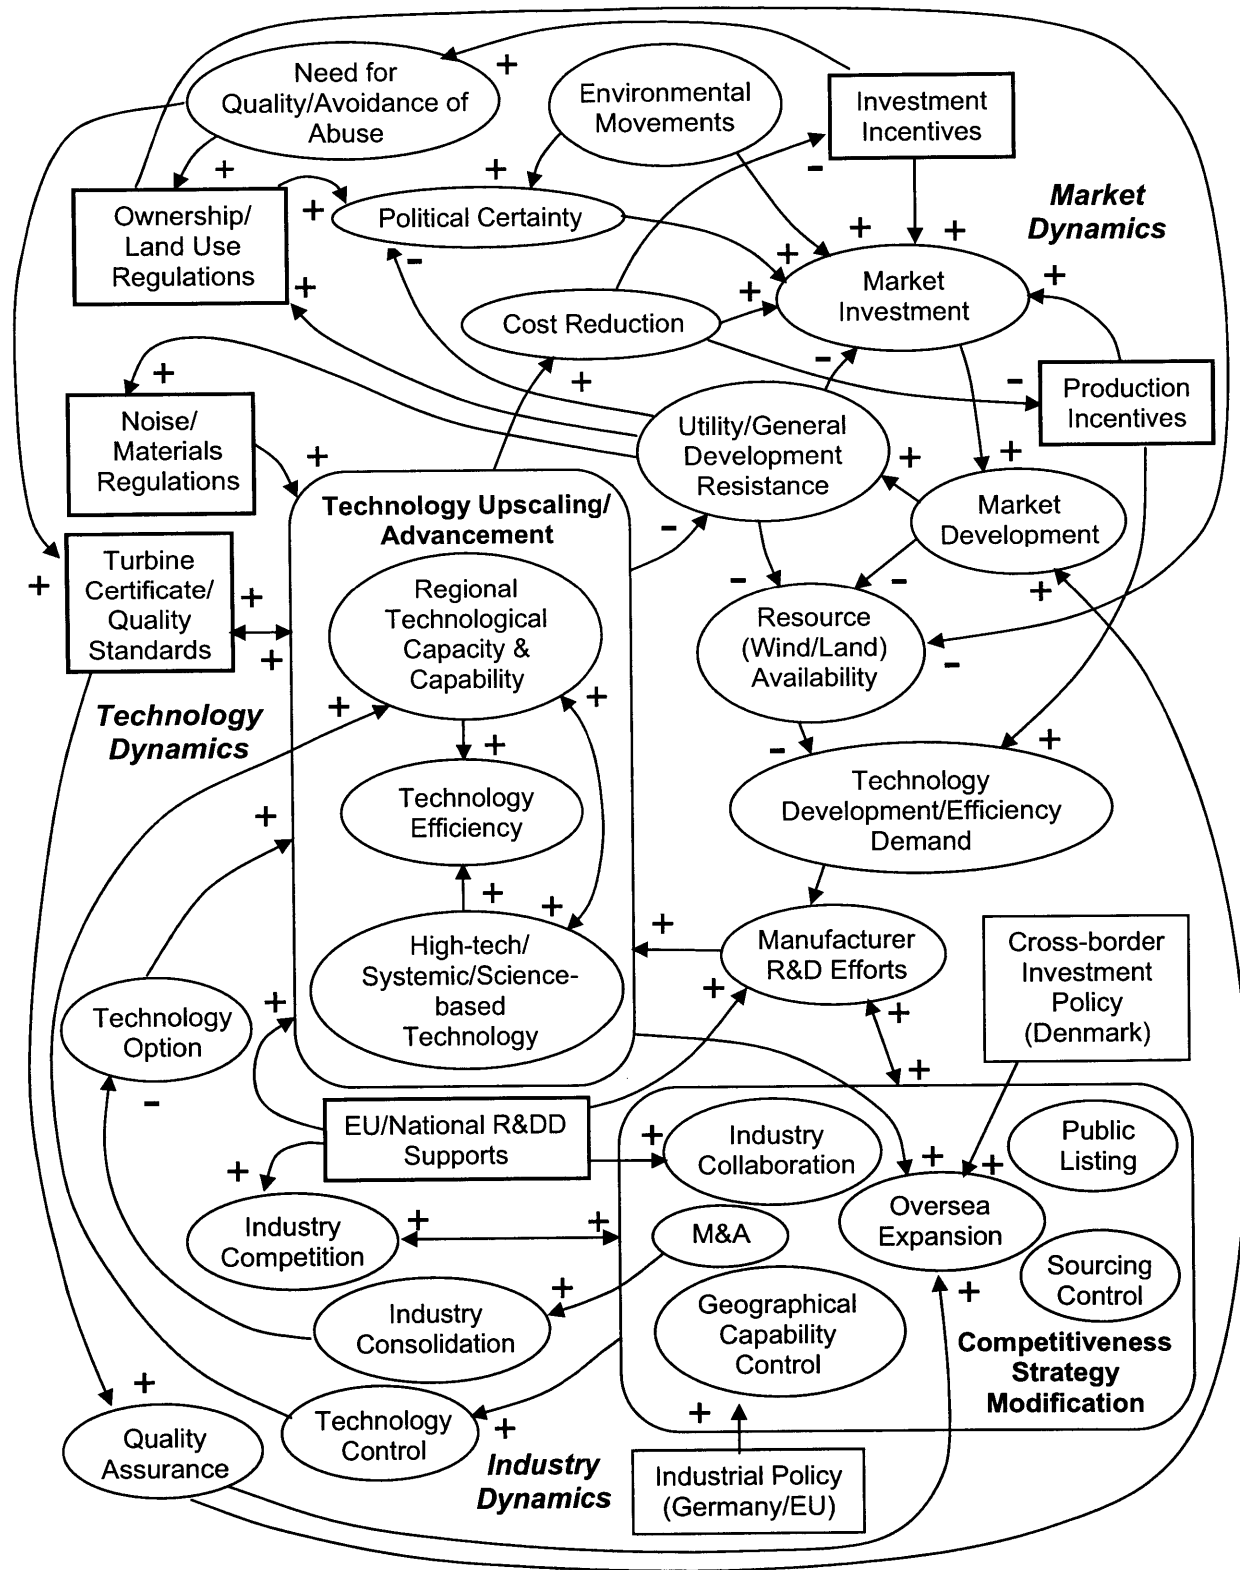 Need for
Quality/Avoidance of
Abuse
+
Environmental
Movements
Investment
Incentives
-
+
+
Ownership/
Land Use
Regulations
+
Political Certainty
Market
Dynamics
+
+
+
-
+
Market
Investment
+
+
+
Cost Reduction
-
+
+
-
Production
Incentives
Noise/
Materials
Regulations
+
Utility/General
Development
Resistance
+
+
Market
Development
Technology Upscaling/
Advancement
-
+
Turbine
Certificate/
Quality
Standards
+
+
Regional
Technological
Capacity &
Capability
-
-
+
Resource
(Wind/Land)
Availability
-
Technology
Dynamics
+
+
+
-
+
Technology
Efficiency
Technology
Development/Efficiency
Demand
+
+
+
High-tech/
Systemic/Science-
based
Technology
+
Manufacturer
R&D Efforts
Cross-border
Investment
Policy
(Denmark)
+
+
+
Technology
Option
-
+
EU/National R&DD
Supports
+
Industry
Collaboration
Public
Listing
+
+
+
Oversea
Expansion
Industry
Competition
+
+
M&A
Sourcing
Control
+
+
Industry
Consolidation
Geographical
Capability
Control
Competitiveness
Strategy
Modification
+
Technology
Control
+
+
Quality
Assurance
Industry
Dynamics
Industrial Policy
(Germany/EU)